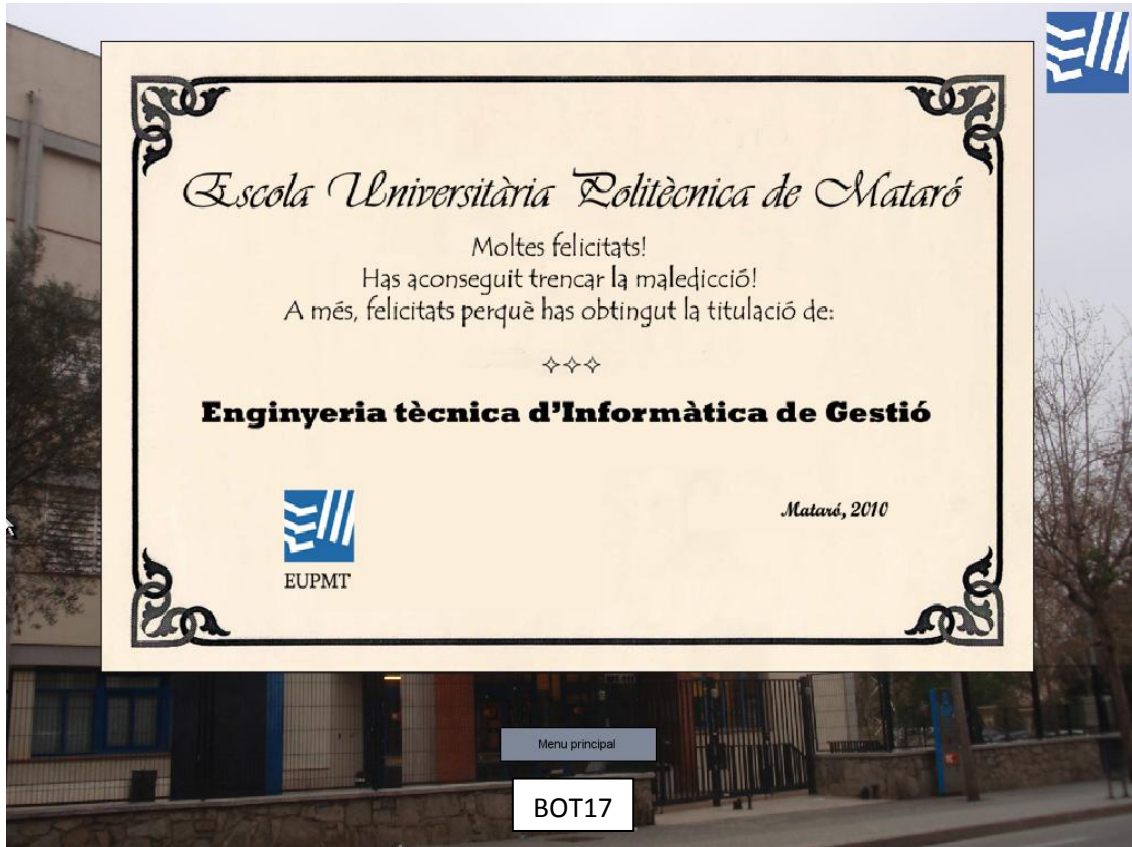 Escola Universitària Politècnica de Mataró
Moltes felicitats!
Has aconseguit trencar la maledicció!
A més, felicitats perquè has obtingut la titulació de:
Enginyeria tècnica d'Informàtica de Gestió
Mataró, 2010
EUPMT
Menu principal
BOT17